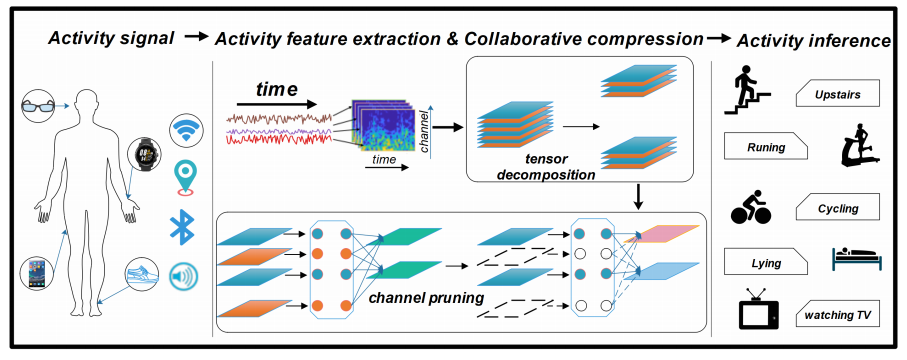 Activity signal
Activity feature extraction & Collaborative compression
Activity inference
time
channel
time
tensor
decomposition
channel pruning
Upstairs
Runing
Cycling
Lying
watching TV